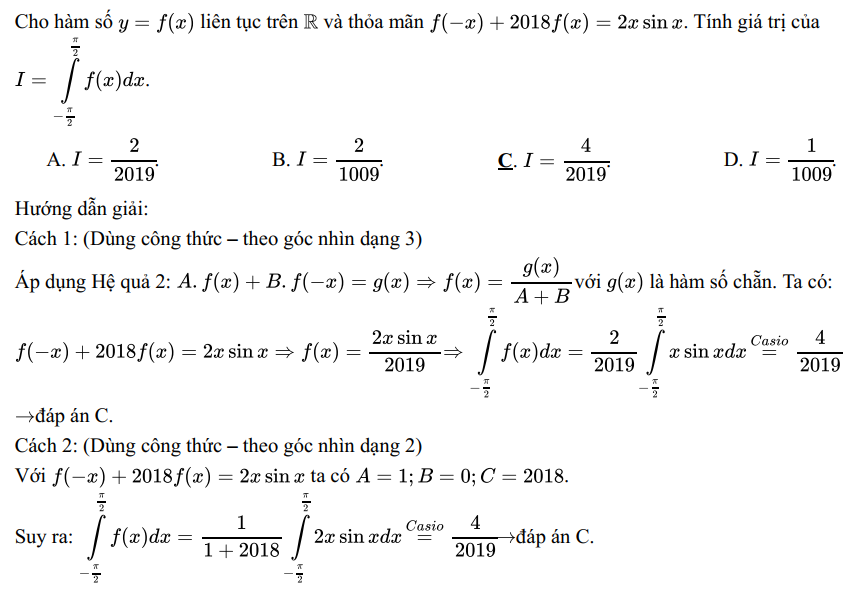 Cho hàm số $y = f(x)$ liên tục trên $\mathbb{R}$ và thỏa mãn $f(-x) + 2018f(x) = 2x \sin x$. Tính giá trị của
$I = \int_{-\frac{\pi}{2}}^{\frac{\pi}{2}} f(x)dx.$
A. $I = \frac{2}{2019}$. B. $I = \frac{2}{1009}$. C. $I = \frac{4}{2019}$. D. $I = \frac{1}{1009}$.
Hướng dẫn giải:
Cách 1: (Dùng công thức – theo góc nhìn dạng 3)
Áp dụng Hệ quả 2: $A.f(x) + B.f(-x) = g(x) \Rightarrow f(x) = \frac{g(x)}{A + B}$ với $g(x)$ là hàm số chẵn. Ta có:
$f(-x) + 2018f(x) = 2x \sin x \Rightarrow f(x) = \frac{2x \sin x}{2019} \Rightarrow \int_{-\frac{\pi}{2}}^{\frac{\pi}{2}} f(x)dx = \frac{2}{2019} \int_{-\frac{\pi}{2}}^{\frac{\pi}{2}} x \sin xdx \overset{Casio}{=} \frac{4}{2019}$
→đáp án C.
Cách 2: (Dùng công thức – theo góc nhìn dạng 2)
Với $f(-x) + 2018f(x) = 2x \sin x$ ta có $A = 1; B = 0; C = 2018.$
Suy ra: $\int_{-\frac{\pi}{2}}^{\frac{\pi}{2}} f(x)dx = \frac{1}{1 + 2018} \int_{-\frac{\pi}{2}}^{\frac{\pi}{2}} 2x \sin xdx \overset{Casio}{=} \frac{4}{2019}$→đáp án C.